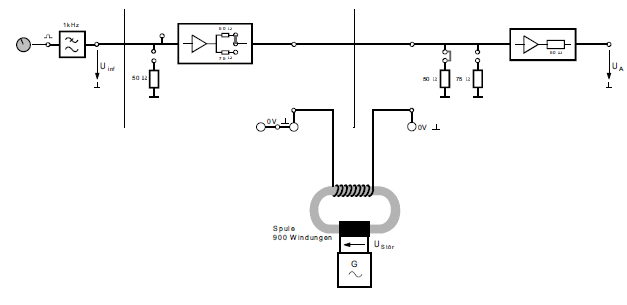 1kHz
U inf
50 Ω
50 Ω
75 Ω
50 Ω
75 Ω
50 Ω
U A
0V
0V
Spule
900 Windungen
U Stör
G